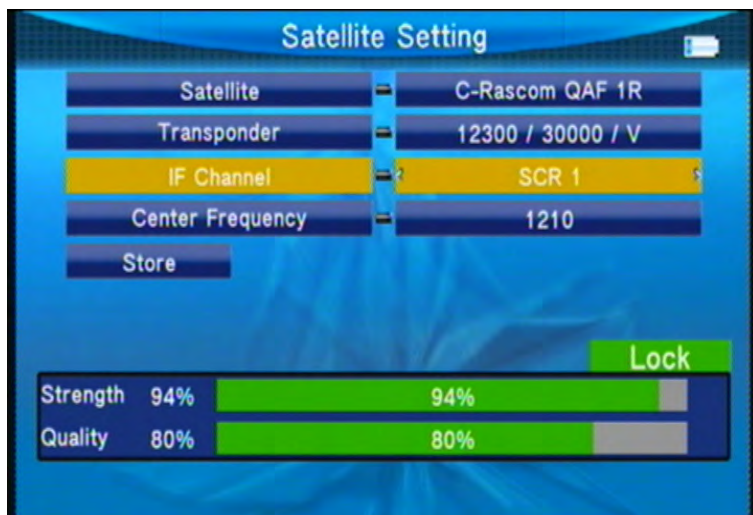 Satellite Setting
Satellite C-Rascom QAF 1R
Transponder 12300 / 30000 / V
IF Channel SCR 1
Center Frequency 1210
Store
Lock
Strength 94% 94%
Quality 80% 80%